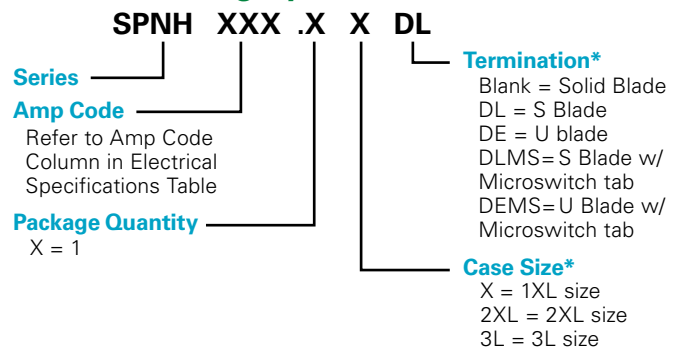 SPNH XXX .X X DL
Series
Amp Code
Refer to Amp Code
Column in Electrical
Specifications Table
Package Quantity
X = 1
Termination*
Blank = Solid Blade
DL = S Blade
DE = U blade
DLMS= S Blade w/
Microswitch tab
DEMS=U Blade w/
Microswitch tab
Case Size*
X = 1XL size
2XL = 2XL size
3L = 3L size